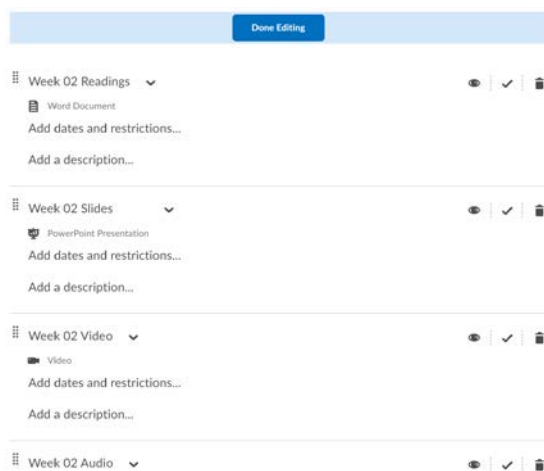 Done Editing
Week 02 Readings
Word Document
Add dates and restrictions...
Add a description...
Week 02 Slides
PowerPoint Presentation
Add dates and restrictions...
Add a description...
Week 02 Video
Video
Add dates and restrictions...
Add a description...
Week 02 Audio